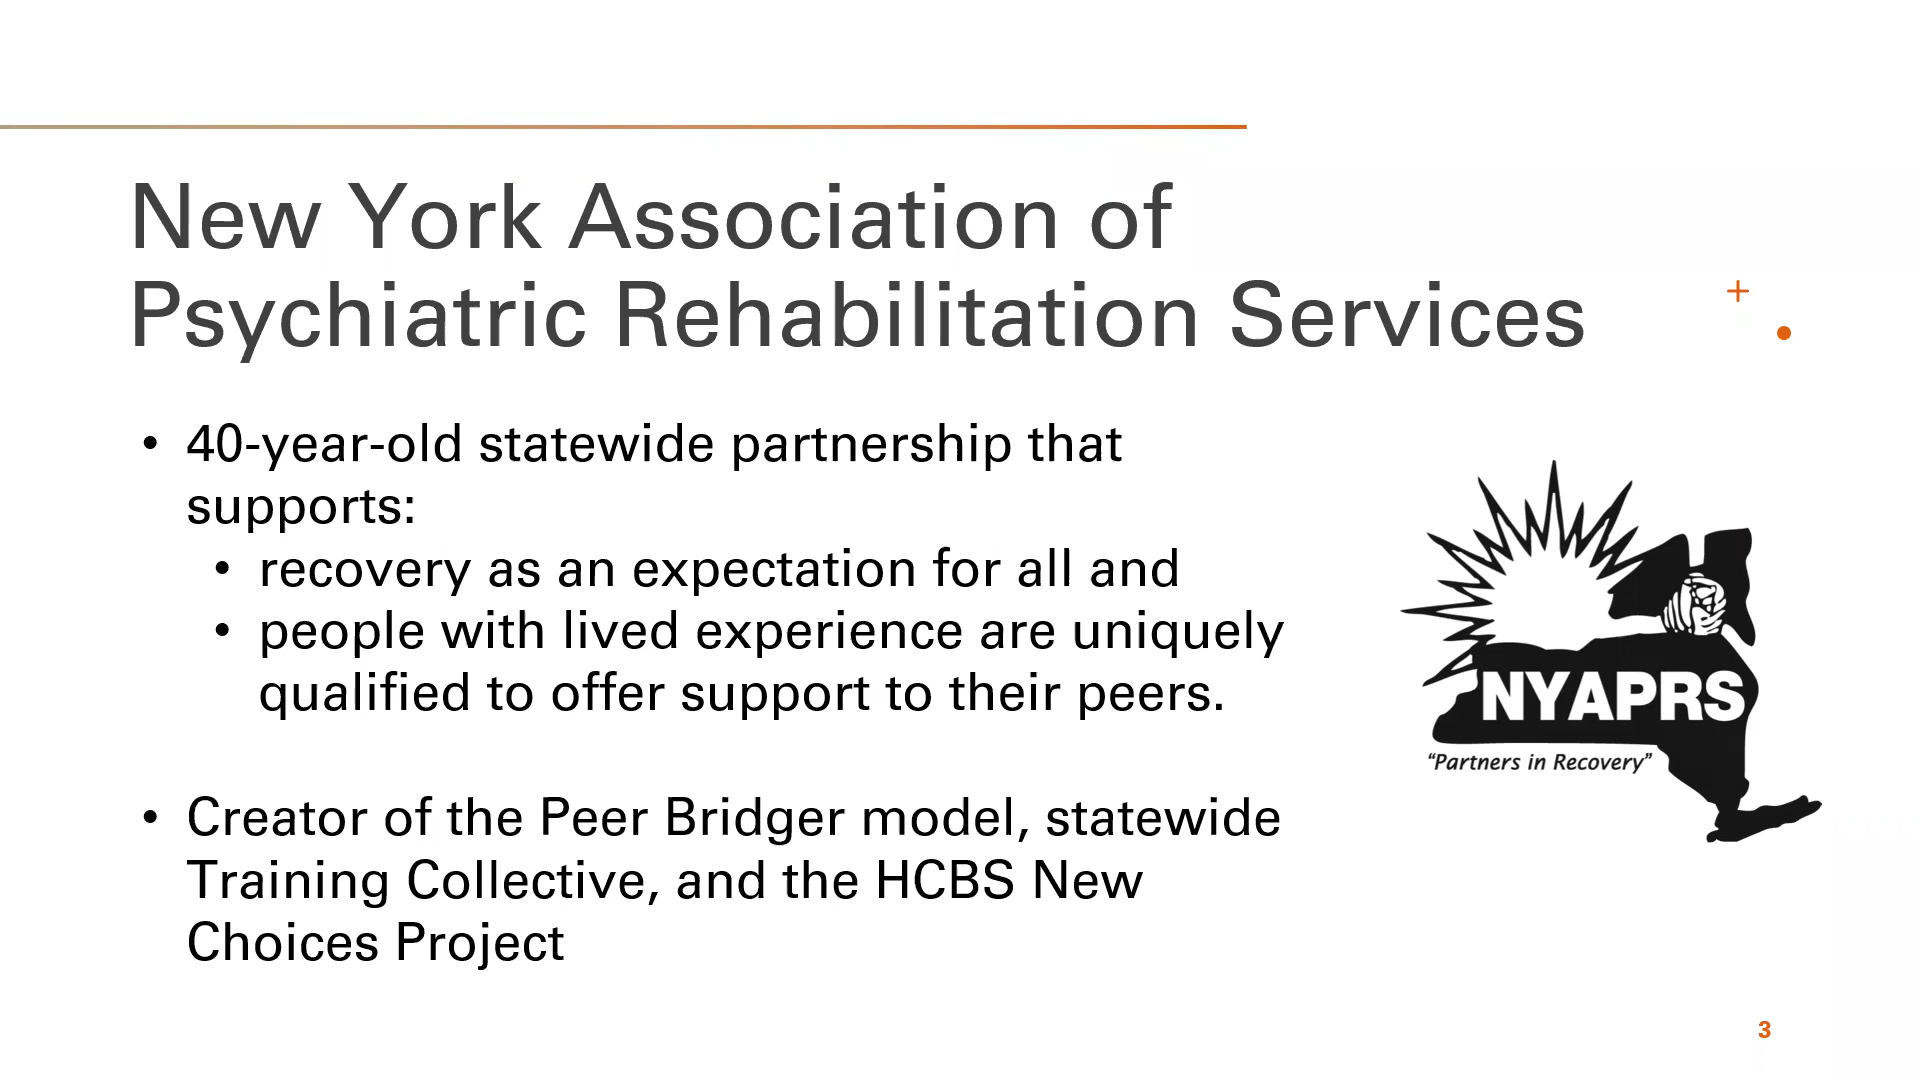 New York Association of
Psychiatric Rehabilitation Services
• 40-year-old statewide partnership that
supports:
• recovery as an expectation for all and
• people with lived experience are uniquely
qualified to offer support to their peers.
• Creator of the Peer Bridger model, statewide
Training Collective, and the HCBS New
Choices Project
NYAPRS
“Partners in Recovery”
3